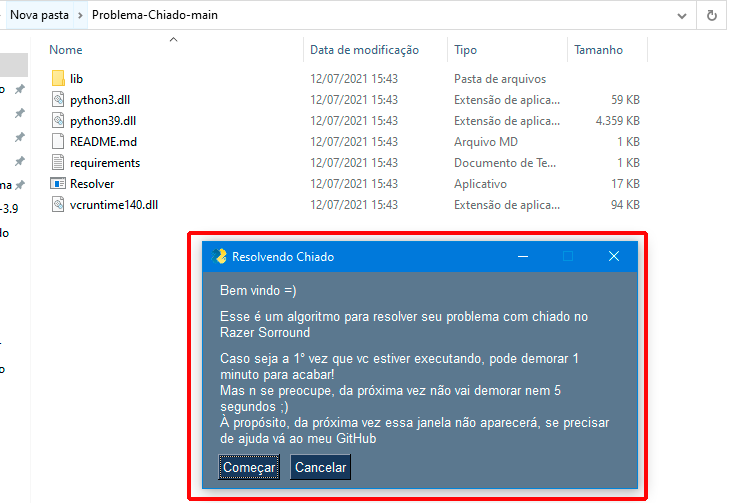 Nova pasta > Problema-Chiado-main
Nome Data de modificação Tipo Tamanho
lib 12/07/2021 15:43 Pasta de arquivos
python3.dll 12/07/2021 15:43 Extensão de aplica... 59 KB
python39.dll 12/07/2021 15:43 Extensão de aplica... 4.359 KB
README.md 12/07/2021 15:43 Arquivo MD 1 KB
requirements 12/07/2021 15:43 Documento de Te... 1 KB
Resolver 12/07/2021 15:43 Aplicativo 17 KB
ma
vcruntime140.dll 12/07/2021 15:43 Extensão de aplica... 94 KB
-3.9
do
Resolvendo Chiado
Bem vindo =)
Esse é um algoritmo para resolver seu problema com chiado no
Razer Sorround
Caso seja a 1° vez que vc estiver executando, pode demorar 1
minuto para acabar!
Mas n se preocupe, da próxima vez não vai demorar nem 5
segundos ;)
À propósito, da próxima vez essa janela não aparecerá, se precisar
de ajuda vá ao meu GitHub
Começar Cancelar